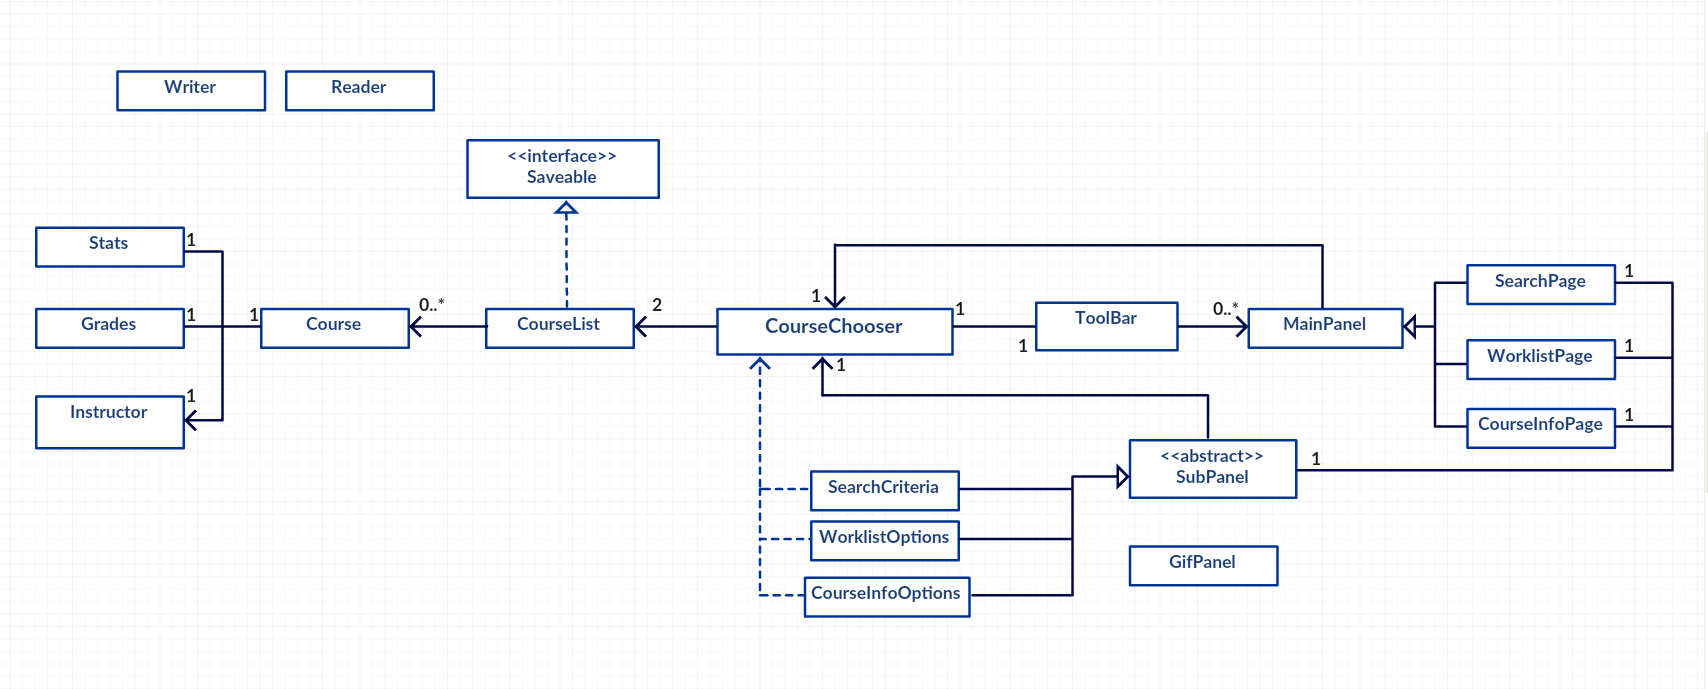 Writer
Reader
<<interface>>
Saveable
Stats
1
Grades
1
1
Course
0..*
CourseList
2
Instructor
1
1
CourseChooser
1
1
ToolBar
1
0..*
MainPanel
SearchPage
1
WorklistPage
1
CourseInfoPage
1
<<abstract>>
SubPanel
1
SearchCriteria
WorklistOptions
CourseInfoOptions
GifPanel